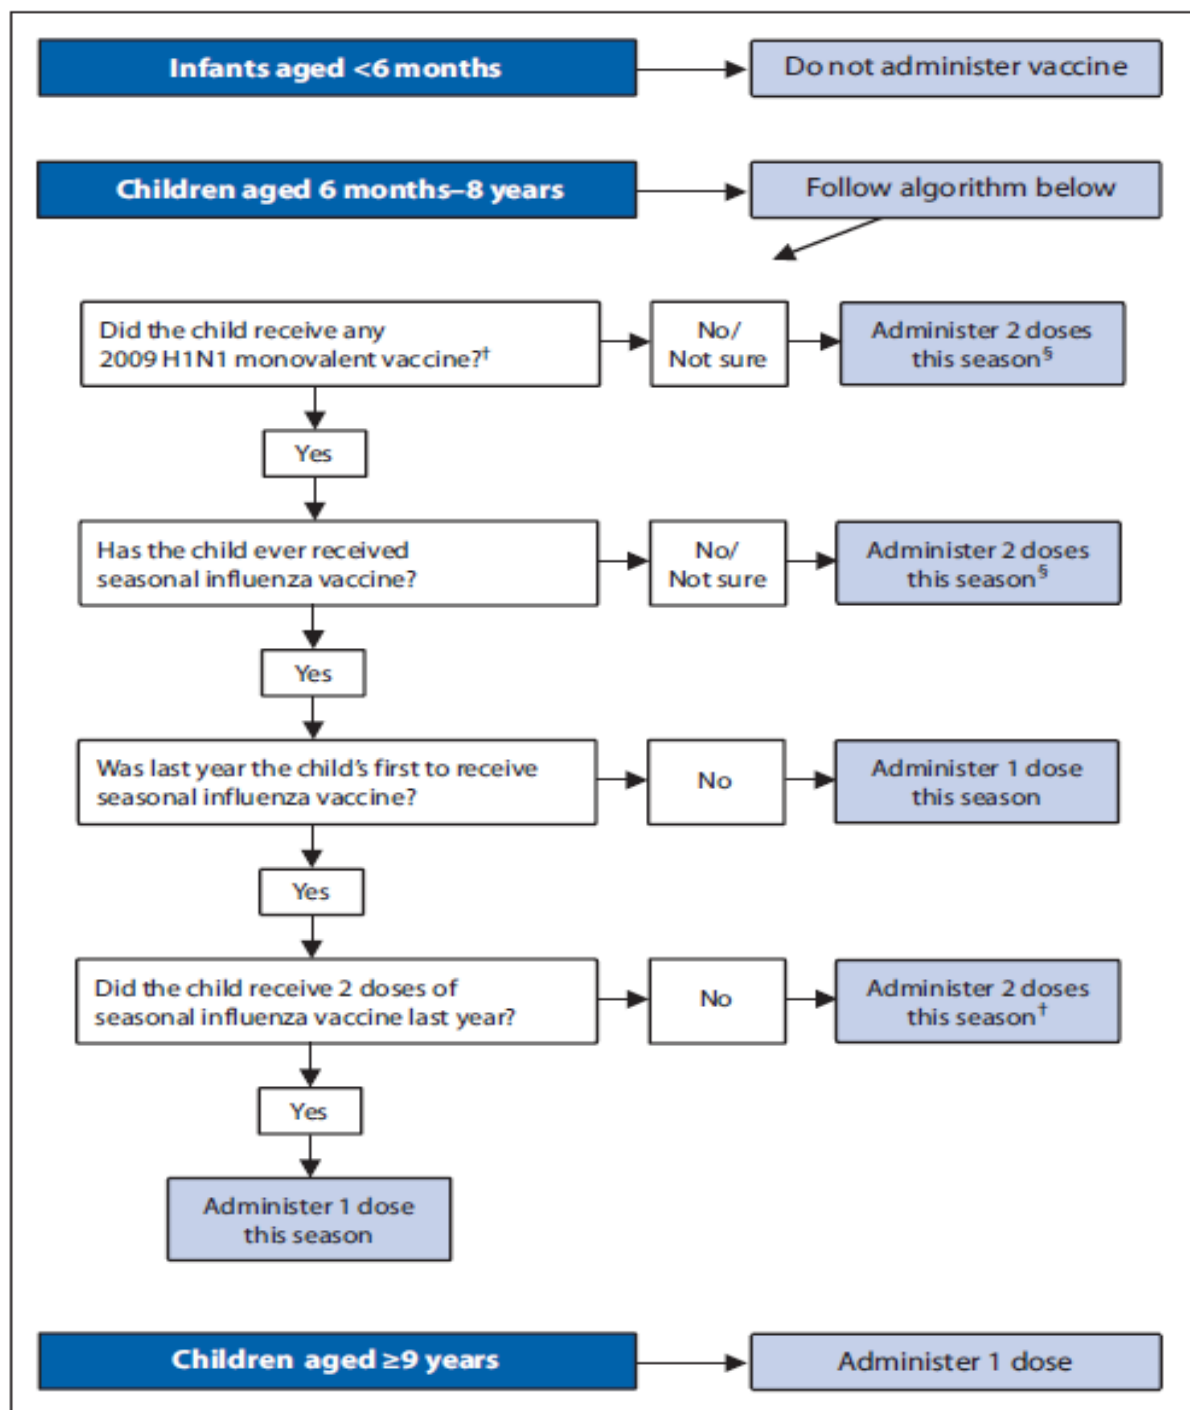 Infants aged <6 months
Do not administer vaccine
Children aged 6 months–8 years
Follow algorithm below
Did the child receive any
2009 H1N1 monovalent vaccine?†
No/
Not sure
Administer 2 doses
this season§
Yes
Has the child ever received
seasonal influenza vaccine?
No/
Not sure
Administer 2 doses
this season§
Yes
Was last year the child's first to receive
seasonal influenza vaccine?
No
Administer 1 dose
this season
Yes
Did the child receive 2 doses of
seasonal influenza vaccine last year?
No
Administer 2 doses
this season†
Yes
Administer 1 dose
this season
Children aged ≥9 years
Administer 1 dose